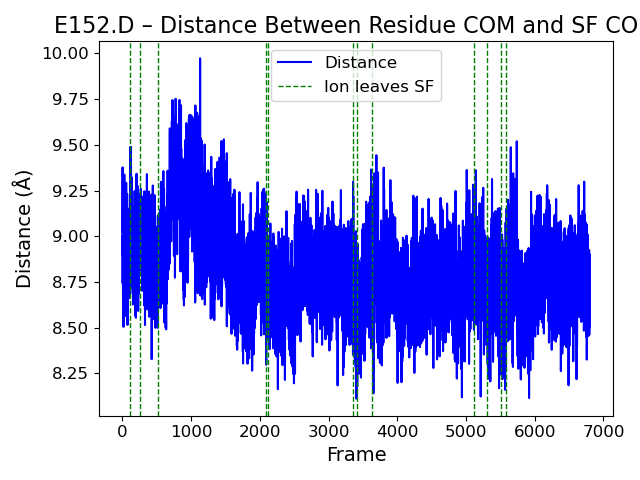 E152.D – Distance Between Residue COM and SF CO
10.00
9.75
9.50
9.25
9.00
8.75
8.50
8.25
Distance (Å)
Distance
Ion leaves SF
0 1000 2000 3000 4000 5000 6000 7000
Frame